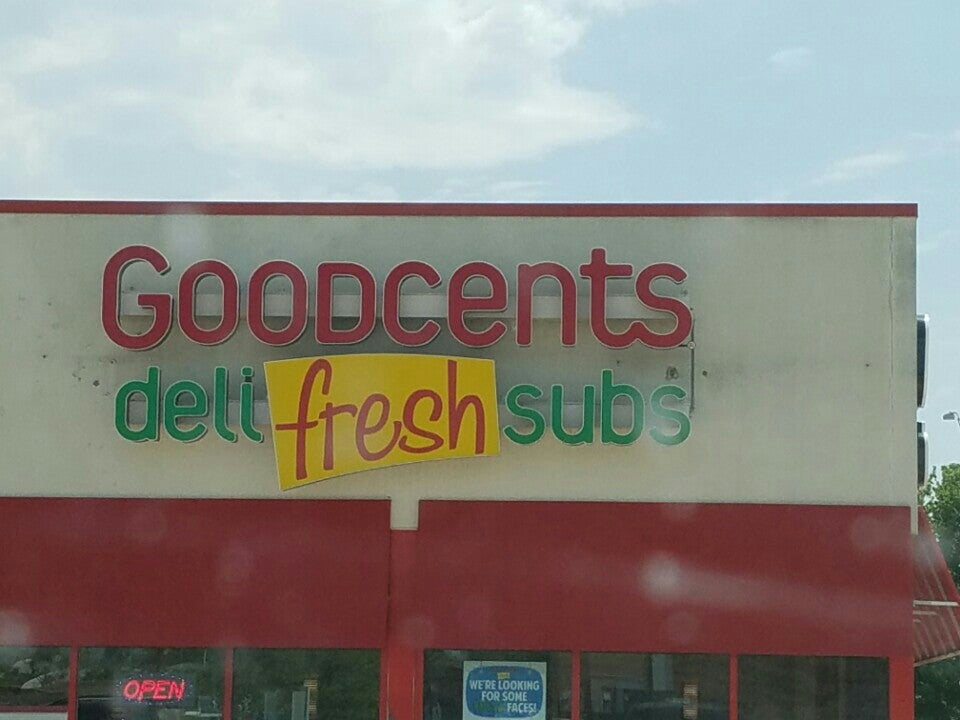 Goodcents
deli fresh subs
OPEN
WE'RE LOOKING
FOR SOME
FACES!